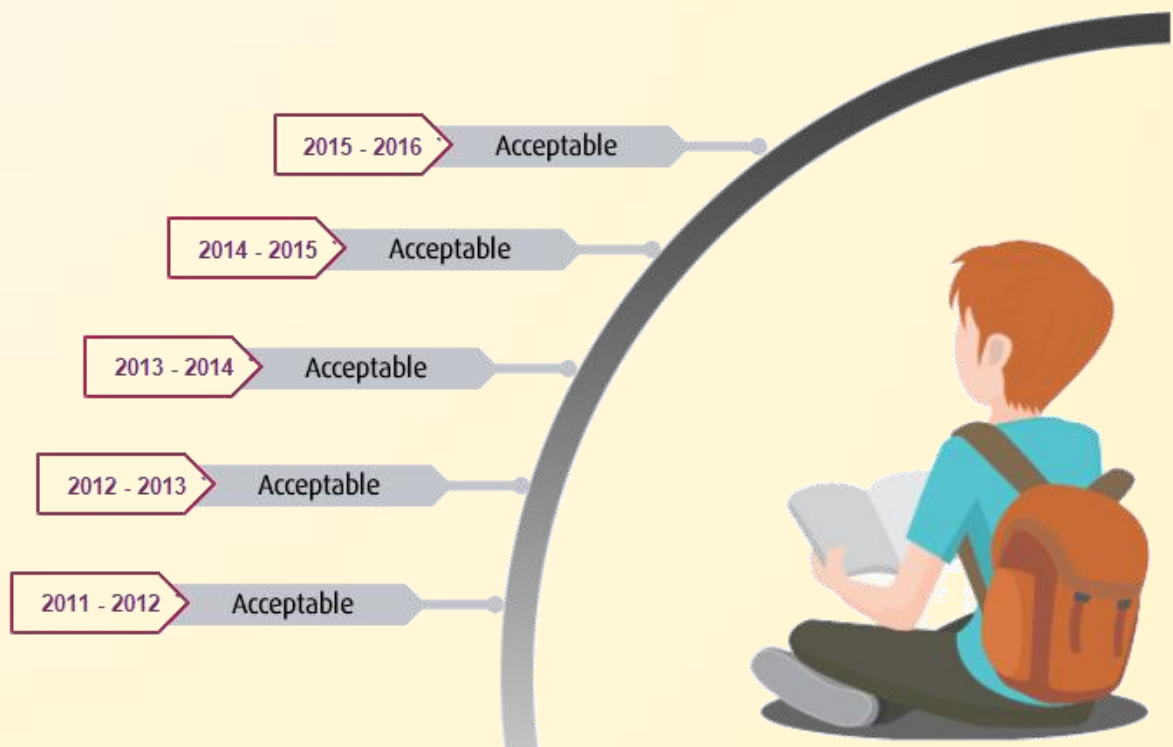 2015 - 2016 Acceptable
2014 - 2015 Acceptable
2013 - 2014 Acceptable
2012 - 2013 Acceptable
2011 - 2012 Acceptable